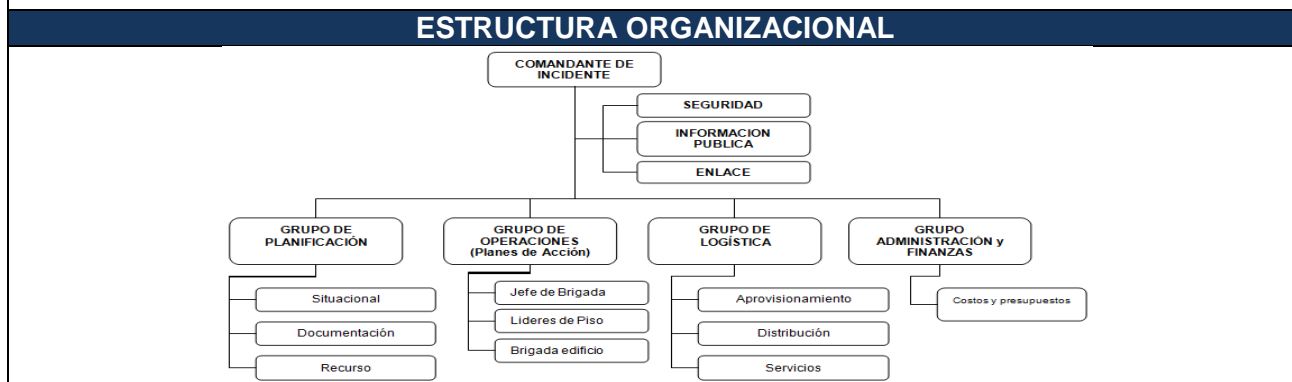 ESTRUCTURA ORGANIZACIONAL
COMANDANTE DE
INCIDENTE
SEGURIDAD
INFORMACION
PUBLICA
ENLACE
GRUPO DE
PLANIFICACIÓN
GRUPO DE
OPERACIONES
(Planes de Acción)
GRUPO DE
LOGÍSTICA
GRUPO
ADMINISTRACIÓN y
FINANZAS
Situacional
Documentación
Recurso
Jefe de Brigada
Lideres de Piso
Brigada edificio
Aprovisionamiento
Distribución
Servicios
Costos y presupuestos